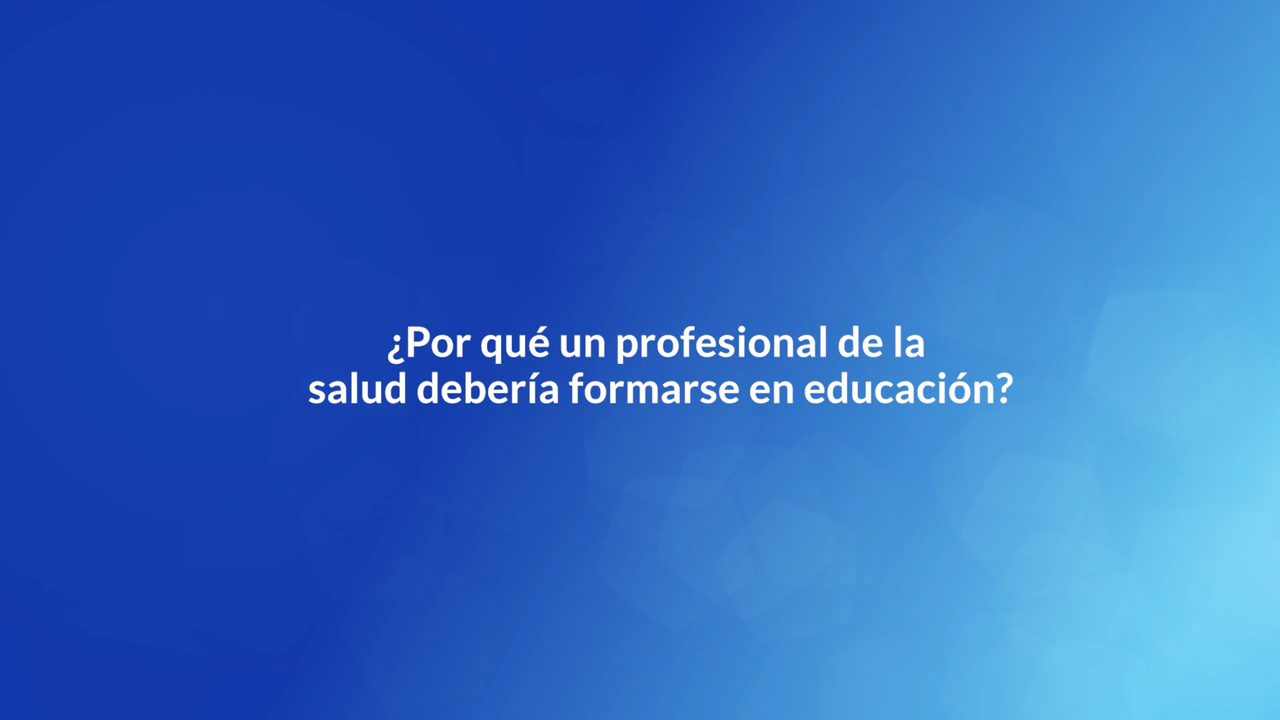 ¿Por qué un profesional de la
salud debería formarse en educación?